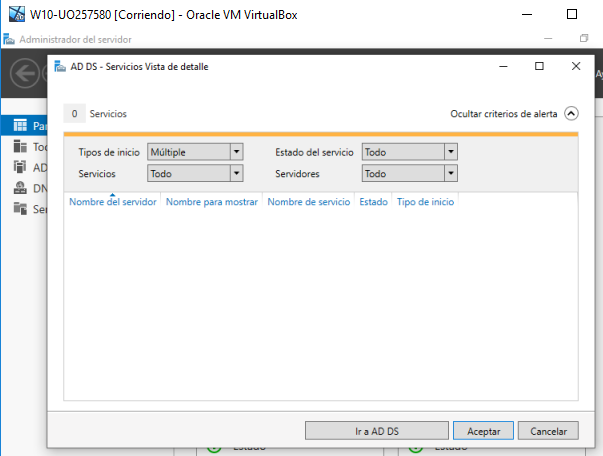 W10-UO257580 [Corriendo] - Oracle VM VirtualBox
Administrador del servidor
AD DS - Servicios Vista de detalle
0 Servicios
Ocultar criterios de alerta
Tipos de inicio Múltiple Estado del servicio Todo
Servicios Todo Servidores Todo
Nombre del servidor Nombre para mostrar Nombre de servicio Estado Tipo de inicio
Ay
Pa
Tod
AD
DN
Ser
Ir a AD DS Aceptar Cancelar
Estado Estado